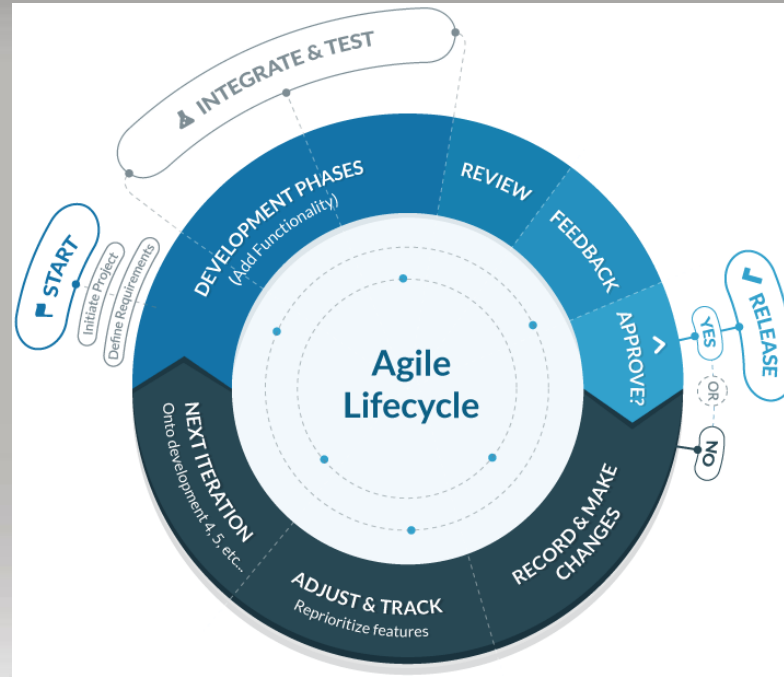 INTEGRATE & TEST
START
Initiate Project
Define Requirements
DEVELOPMENT PHASES
(Add Functionality)
REVIEW
FEEDBACK
APPROVE?
YES
OR
NO
RELEASE
RECORD & MAKE
CHANGES
ADJUST & TRACK
Reprioritize features
NEXT ITERATION
Onto development 4, 5, etc...
Agile
Lifecycle